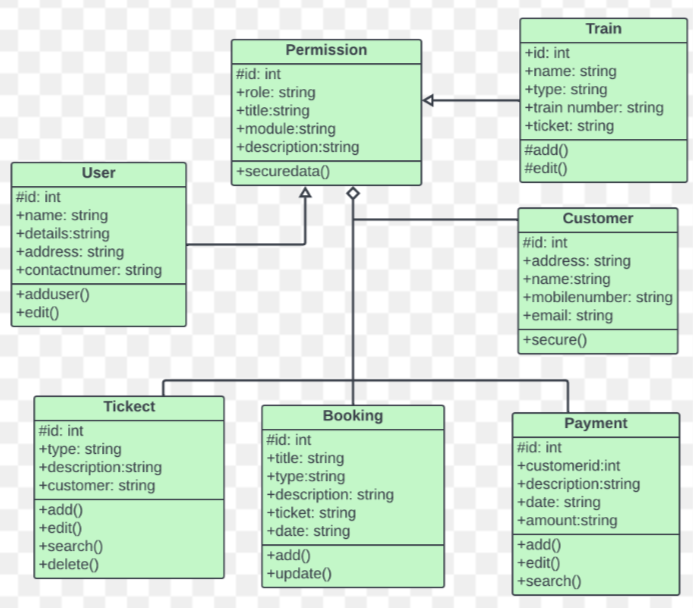 Permission
#id: int
+role: string
+title:string
+module:string
+description:string
+securedata()
Train
+id: int
+name: string
+type: string
+train number: string
+ticket: string
#add()
#edit()
User
#id: int
+name: string
+details:string
+address: string
+contactnumer: string
+adduser()
+edit()
Customer
#id: int
+address: string
+name:string
+mobilenumber: string
+email: string
+secure()
Tickect
#id: int
+type: string
+description:string
+customer: string
+add()
+edit()
+search()
+delete()
Booking
#id: int
+title: string
+type:string
+description: string
+ticket: string
+date: string
+add()
+update()
Payment
#id: int
+customerid:int
+description:string
+date: string
+amount:string
+add()
+edit()
+search()